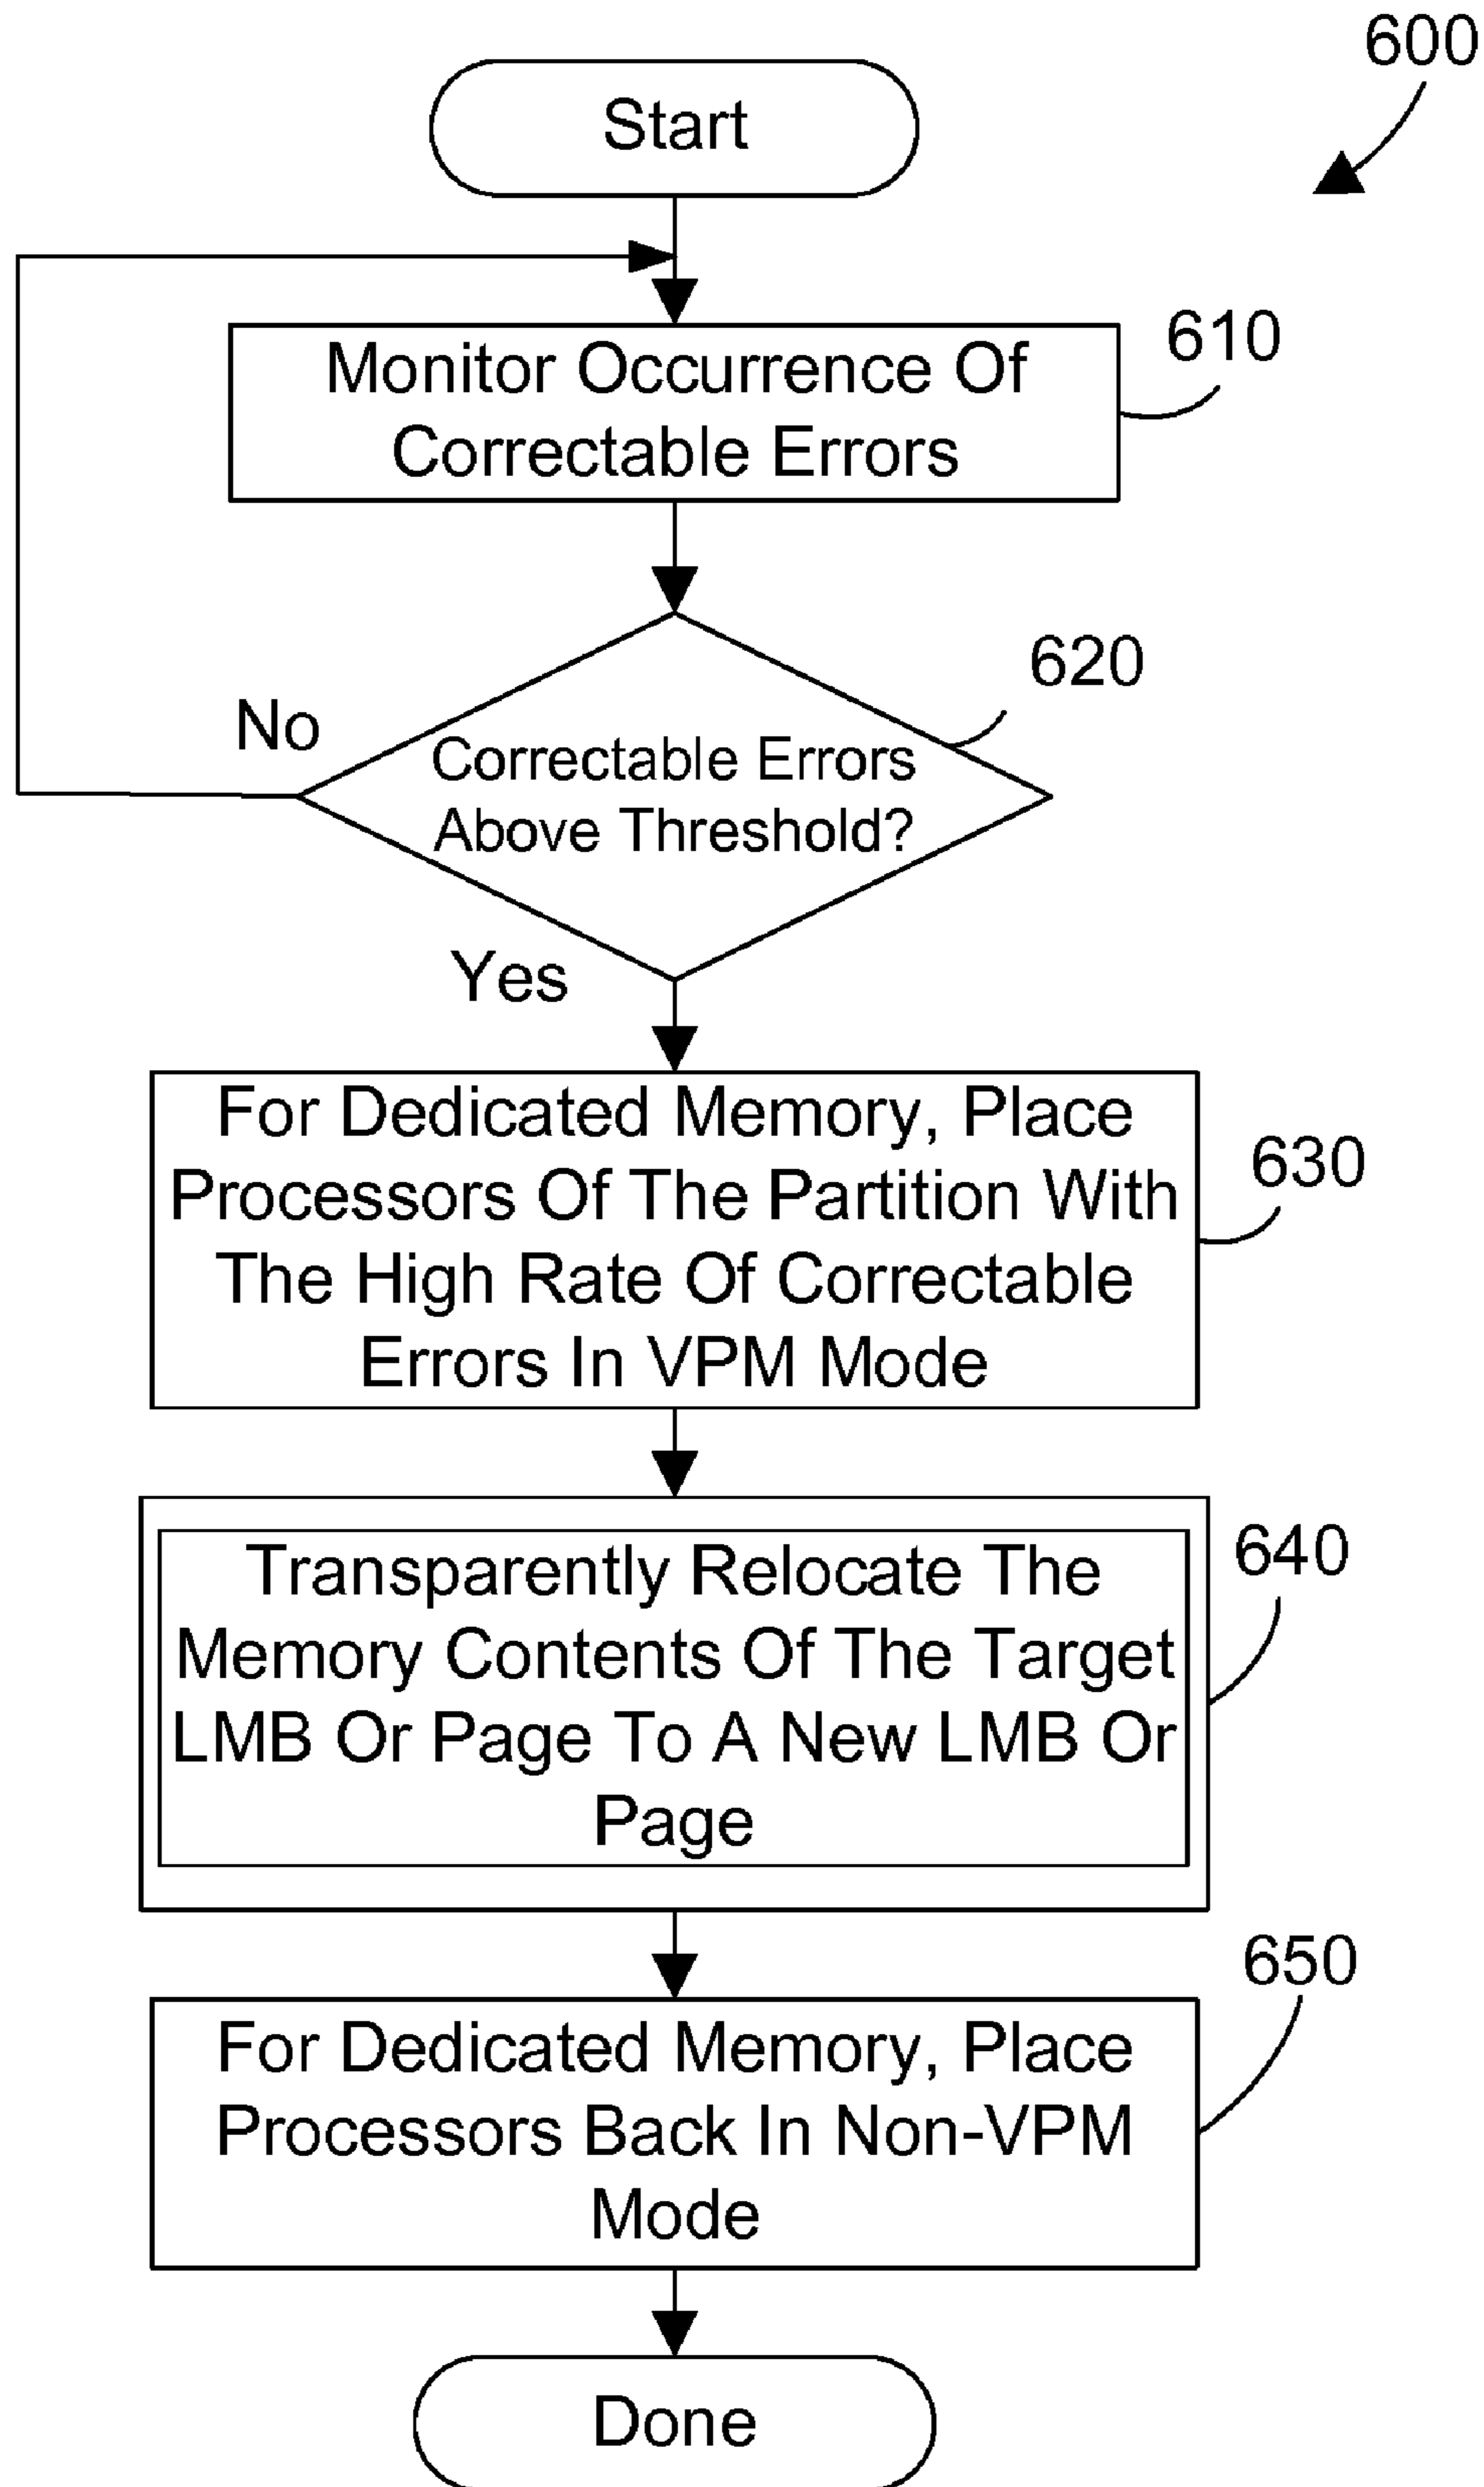 600
Start
Monitor Occurrence Of
Correctable Errors
610
620
No
Correctable Errors
Above Threshold?
Yes
For Dedicated Memory, Place
Processors Of The Partition With
The High Rate Of Correctable
Errors In VPM Mode
630
Transparently Relocate The
Memory Contents Of The Target
LMB Or Page To A New LMB Or
Page
640
For Dedicated Memory, Place
Processors Back In Non-VPM
Mode
650
Done